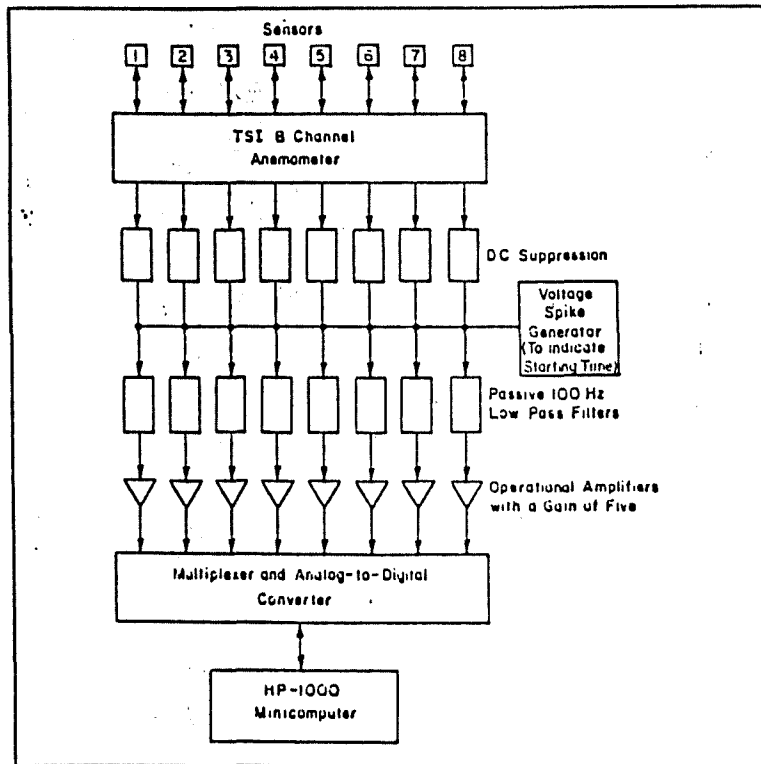 Sensors
1 2 3 4 5 6 7 8
TSI 8 Channel
Anemometer
DC Suppression
Voltage
Spike
Generator
(To indicate
Starting Time)
Passive 100 Hz
Low Pass Filters
Operational Amplifiers
with a Gain of Five
Multiplexer and Analog-to-Digital
Converter
HP-1000
Minicomputer